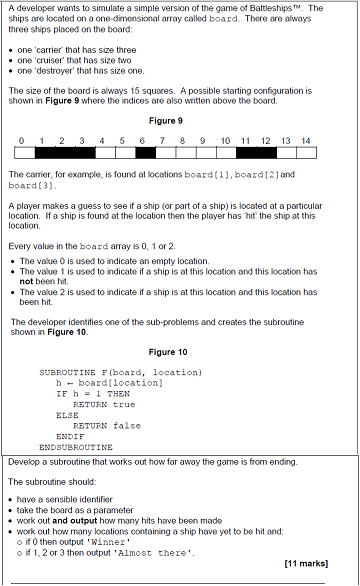 A developer wants to simulate a simple version of the game of Battleships™. The
ships are located on a one-dimensional array called board. There are always
three ships placed on the board:
• one 'carrier' that has size three
• one 'cruiser' that has size two
• one 'destroyer' that has size one.
The size of the board is always 15 squares. A possible starting configuration is
shown in Figure 9 where the indices are also written above the board.
Figure 9
0 1 2 3 4 5 6 7 8 9 10 11 12 13 14
The carrier, for example, is found at locations board[1], board[2] and
board[3].
A player makes a guess to see if a ship (or part of a ship) is located at a particular
location. If a ship is found at the location then the player has 'hit' the ship at this
location.
Every value in the board array is 0, 1 or 2.
• The value 0 is used to indicate an empty location.
• The value 1 is used to indicate if a ship is at this location and this location has
not been hit.
• The value 2 is used to indicate if a ship is at this location and this location has
been hit.
The developer identifies one of the sub-problems and creates the subroutine
shown in Figure 10.
Figure 10
SUBROUTINE F(board, location)
h ← board[location]
IF h = 1 THEN
RETURN true
ELSE
RETURN false
ENDIF
ENDSUBROUTINE
Develop a subroutine that works out how far away the game is from ending.
The subroutine should:
• have a sensible identifier
• take the board as a parameter
• work out and output how many hits have been made
• work out how many locations containing a ship have yet to be hit and:
o if 0 then output 'Winner'
o if 1, 2 or 3 then output 'Almost there'.
[11 marks]